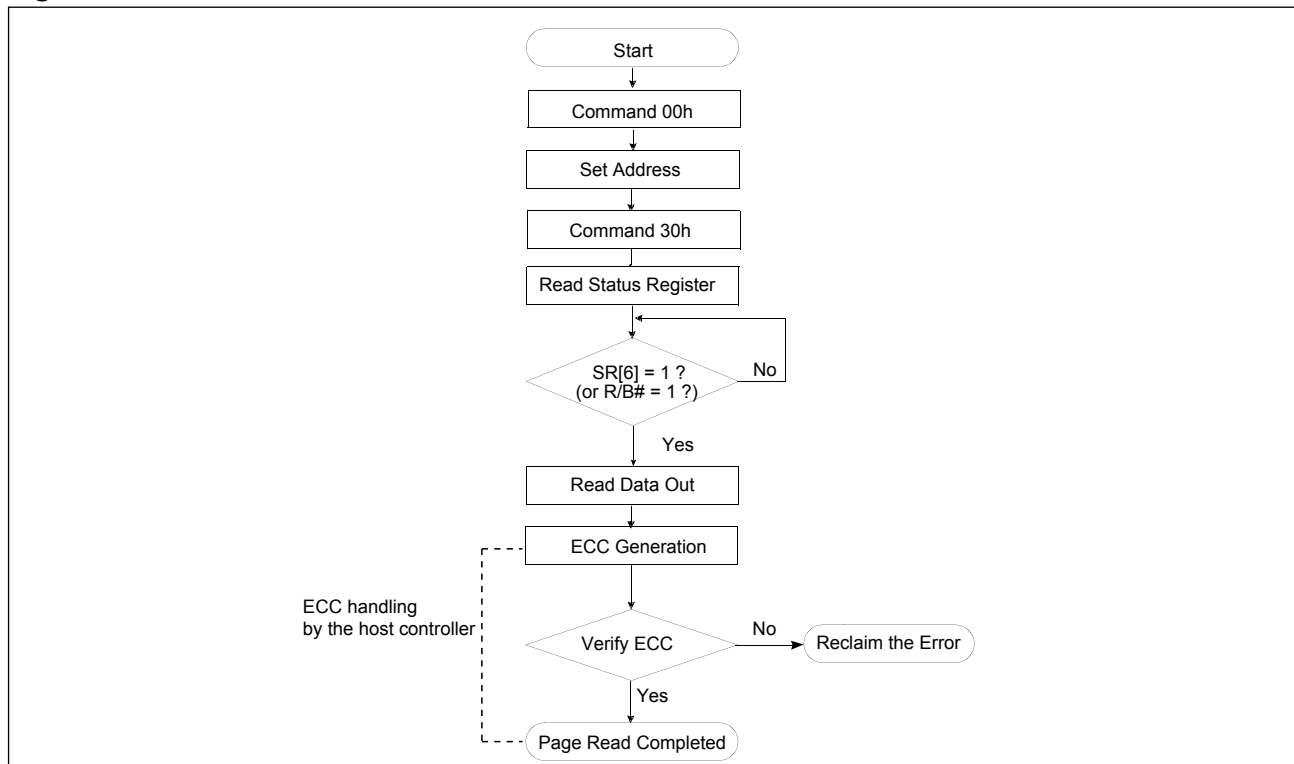 Start
Command 00h
Set Address
Command 30h
Read Status Register
SR[6] = 1 ?
(or R/B# = 1 ?)
No
Yes
Read Data Out
ECC Generation
ECC handling
by the host controller
Verify ECC
No
Reclaim the Error
Yes
Page Read Completed